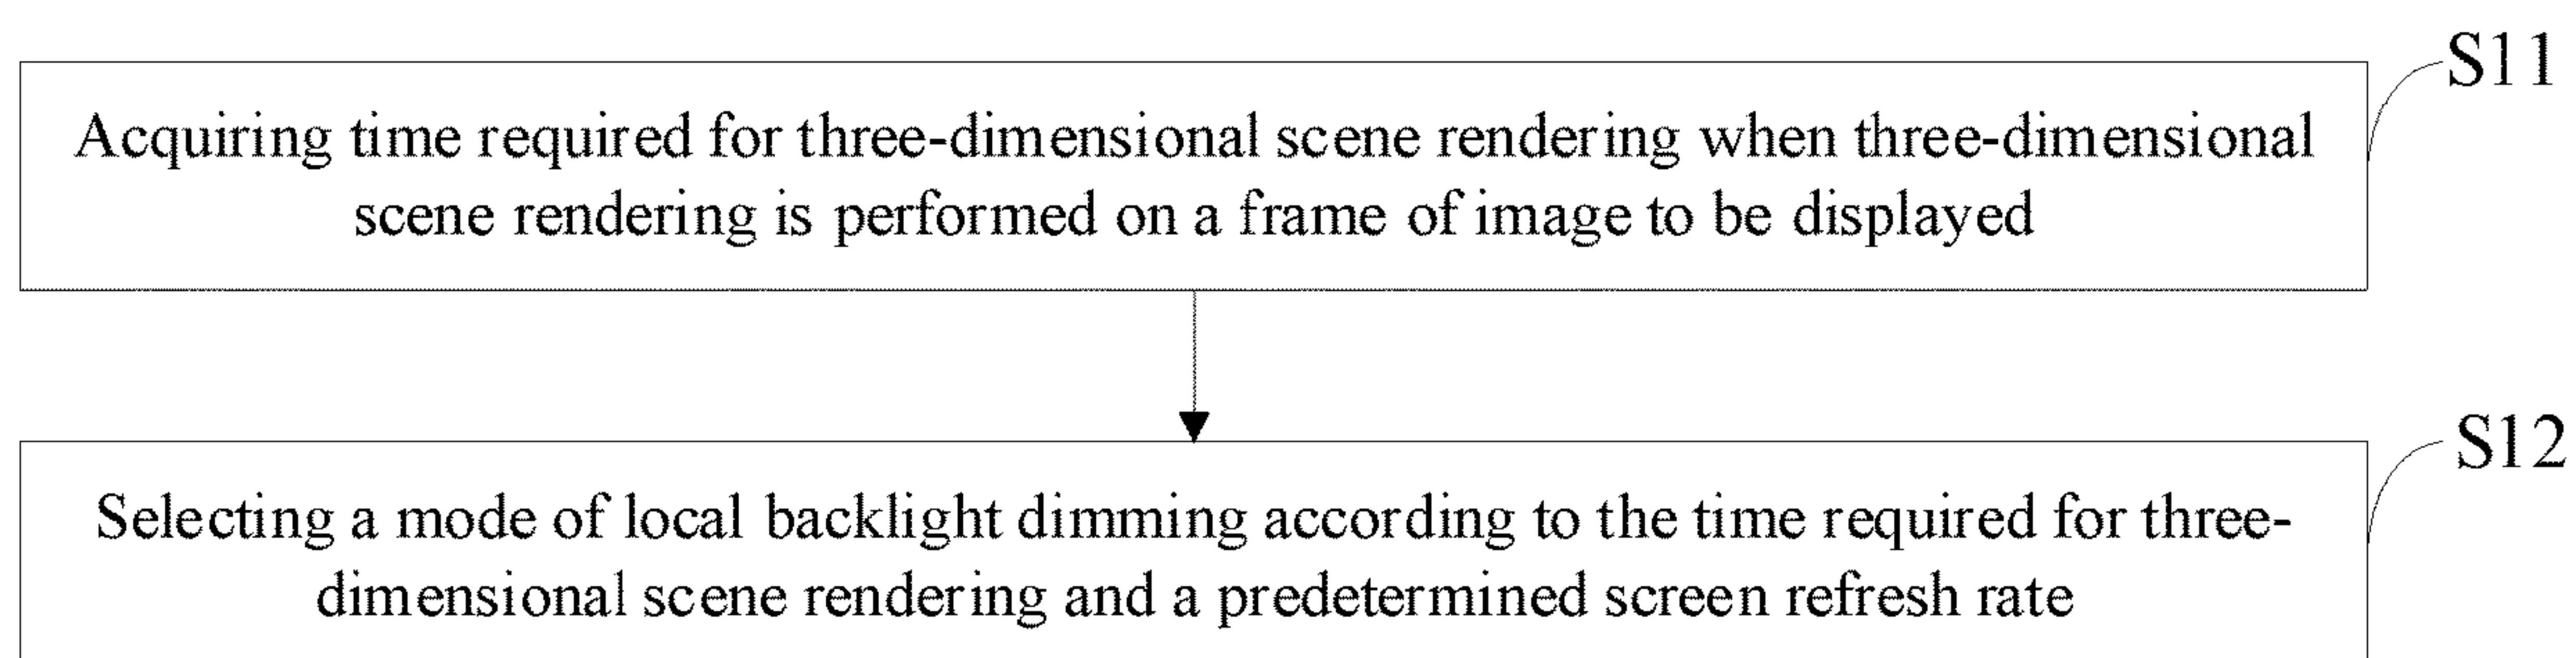 S11
Acquiring time required for three-dimensional scene rendering when three-dimensional
scene rendering is performed on a frame of image to be displayed
S12
Selecting a mode of local backlight dimming according to the time required for three-
dimensional scene rendering and a predetermined screen refresh rate